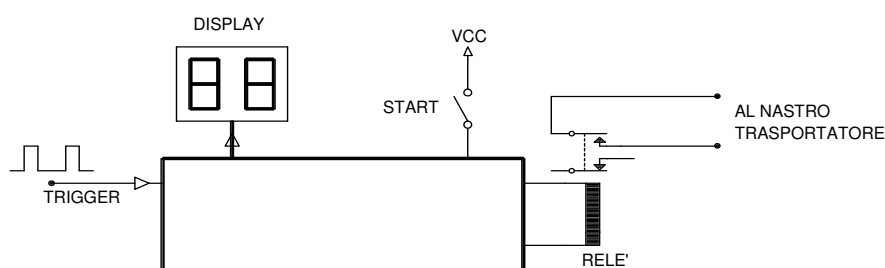 DISPLAY
VCC
START
AL NASTRO
TRASPORTATORE
TRIGGER
RELE'